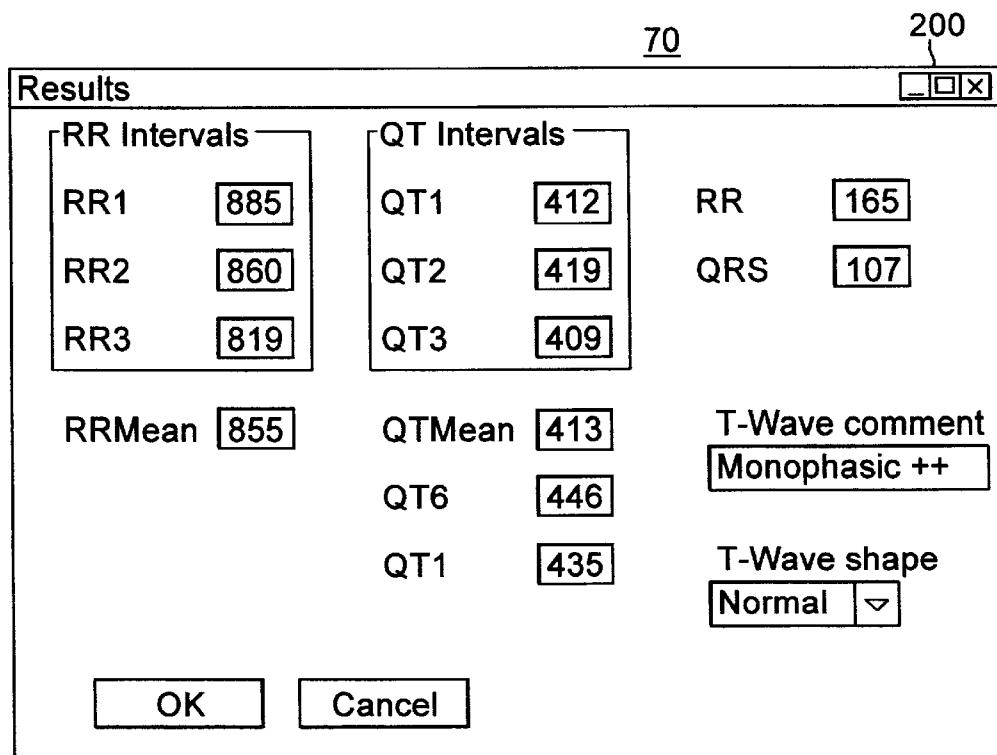 70
200
Results
RR Intervals
RR1 885
RR2 860
RR3 819
RRMean 855
QT Intervals
QT1 412
QT2 419
QT3 409
QTMean 413
QT6 446
QT1 435
RR 165
QRS 107
T-Wave comment
Monophasic ++
T-Wave shape
Normal
OK
Cancel